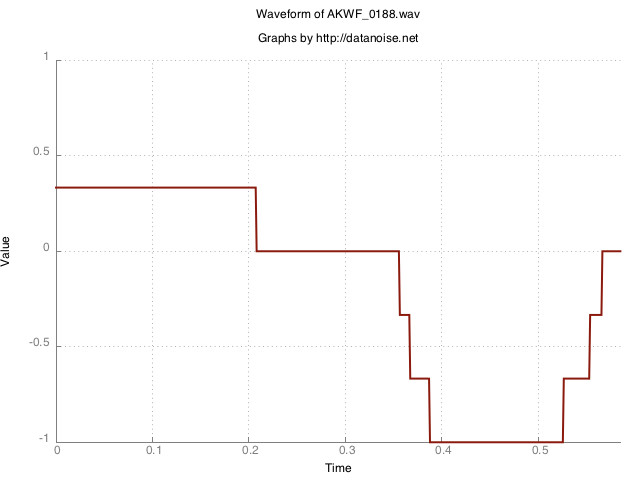 Waveform of AKWF_0188.wav
Graphs by http://datanoise.net
1
0.5
0
-0.5
-1
Value
0 0.1 0.2 0.3 0.4 0.5
Time